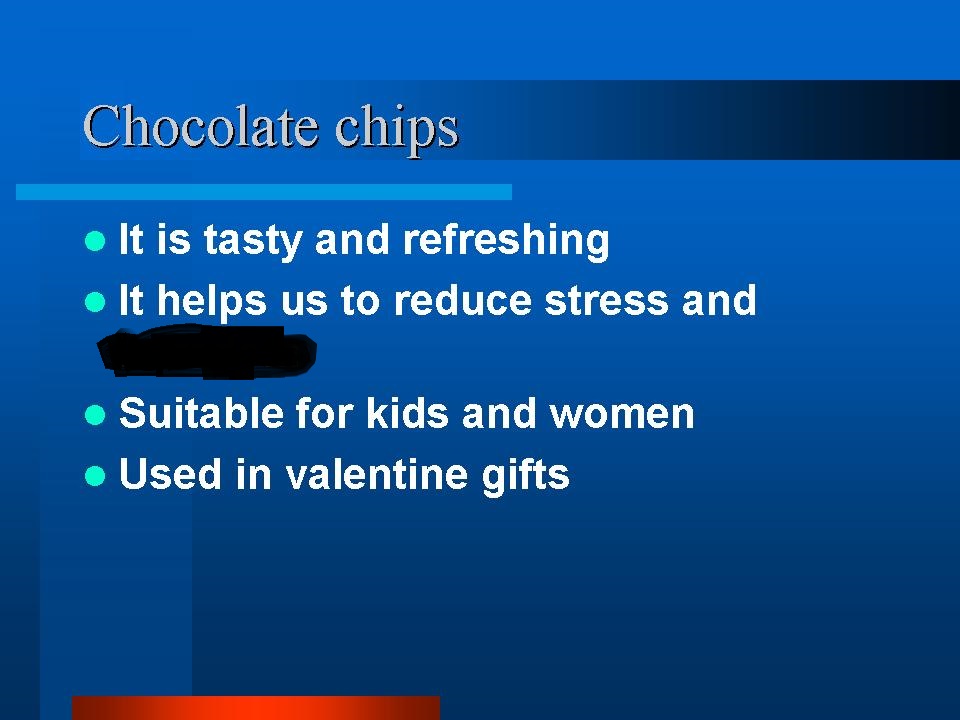 Chocolate chips
It is tasty and refreshing
It helps us to reduce stress and
Suitable for kids and women
Used in valentine gifts